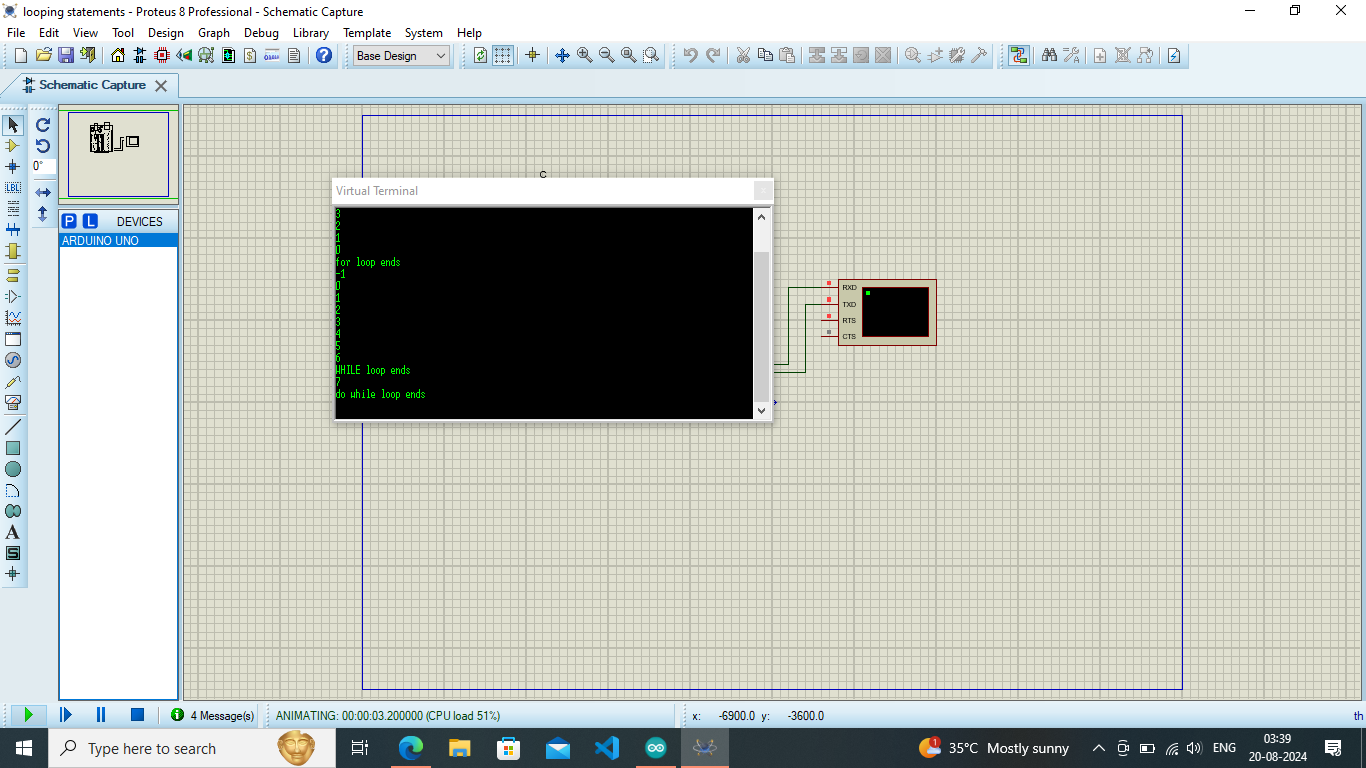 looping statements - Proteus 8 Professional - Schematic Capture
File Edit View Tool Design Graph Debug Library Template System Help
Base Design
Schematic Capture
0°
LBL
P L DEVICES
ARDUINO UNO
A
S
C
Virtual Terminal
3
2
1
0
for loop ends
-1
0
1
2
3
4
5
6
WHILE loop ends
7
do while loop ends
RXD
TXD
RTS
CTS
4 Message(s)
ANIMATING: 00:00:03.200000 (CPU load 51%)
x: -6900.0 y: -3600.0
th
Type here to search
1
35°C Mostly sunny
ENG
03:39
20-08-2024